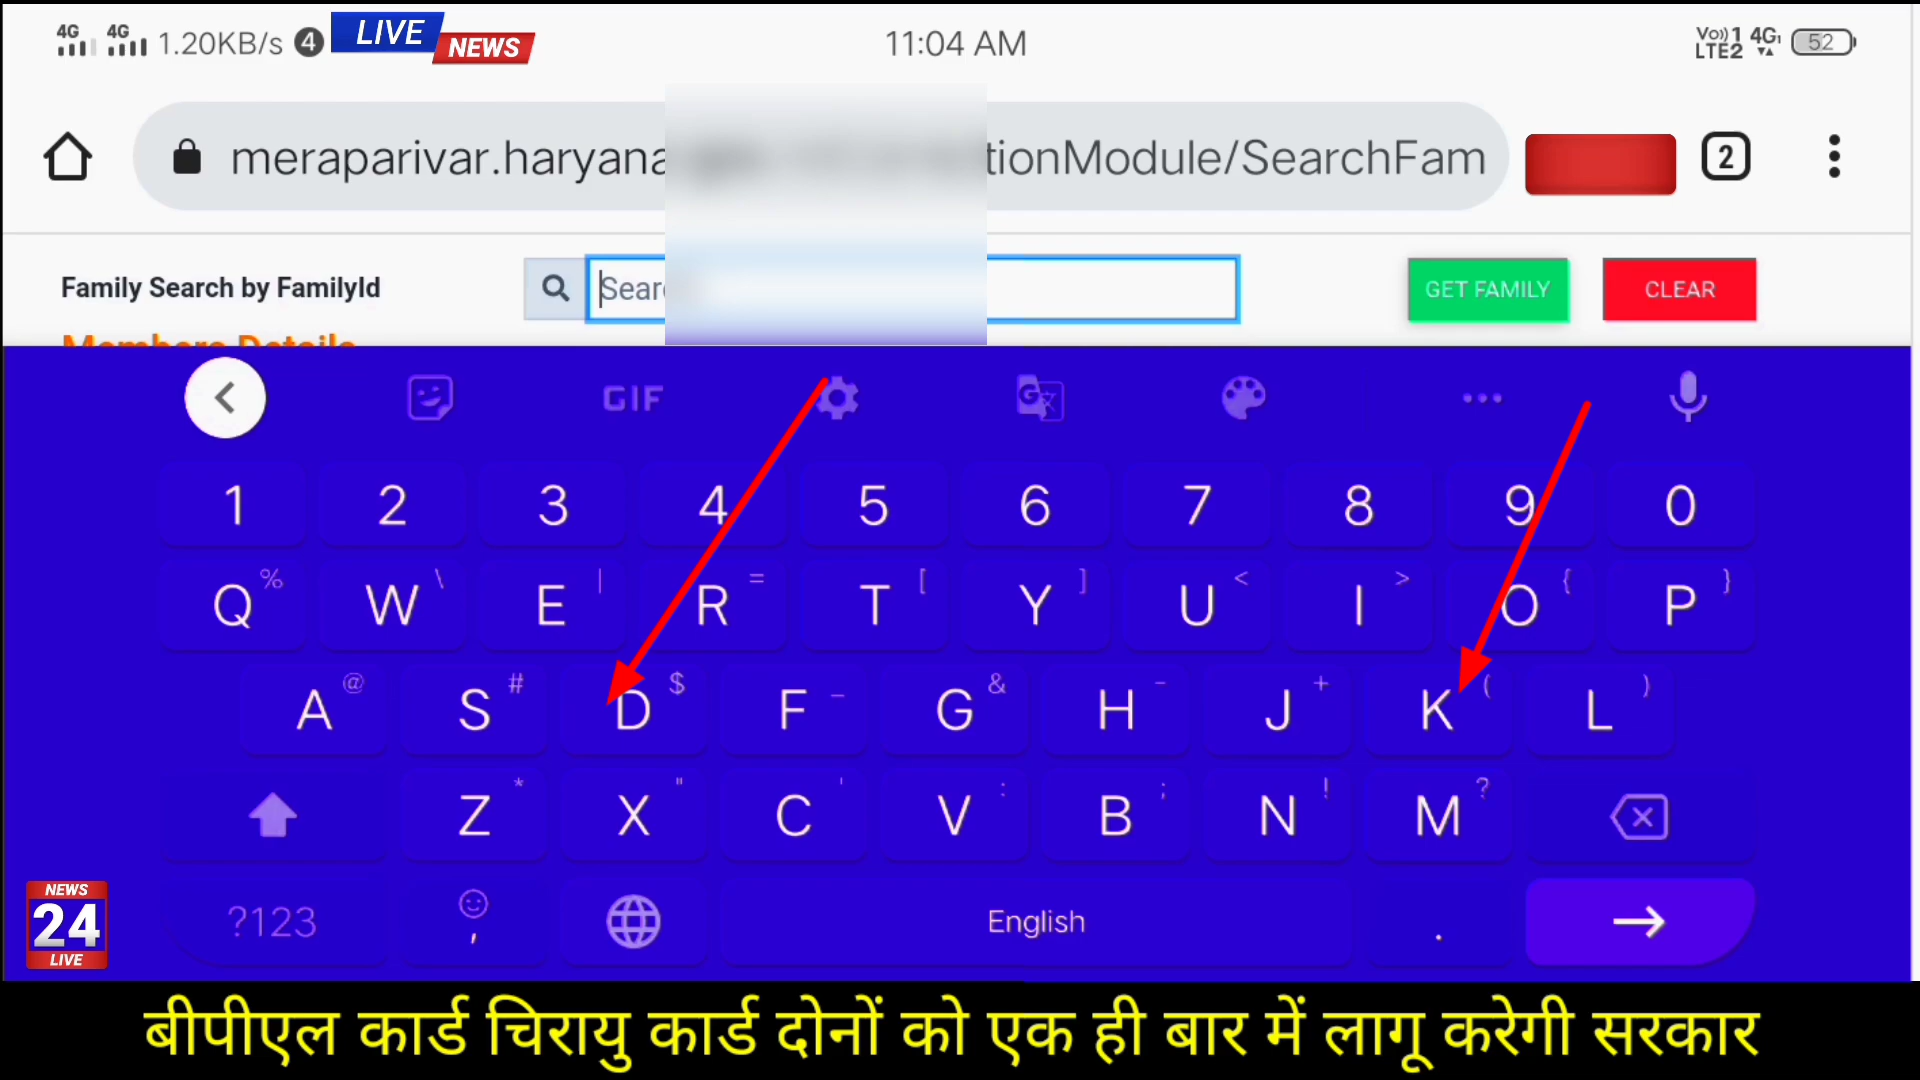 4G 4G 1.20KB/s 4 LIVE NEWS 11:04 AM Vo)) 1 4G 52
LTE2
meraparivar.haryana tionModule/SearchFam 2
Family Search by FamilyId GET FAMILY CLEAR
Members Details
GIF
1 2 3 4 5 6 7 8 9 0
Q % W \ E | R = T [ Y ] U < I > O { P }
A @ S # D $ F _ G & H - J + K ( L )
Z * X " C ' V : B ; N ! M ?
?123 , English .
NEWS
24
LIVE
बीपीएल कार्ड चिरायु कार्ड दोनों को एक ही बार में लागू करेगी सरकार